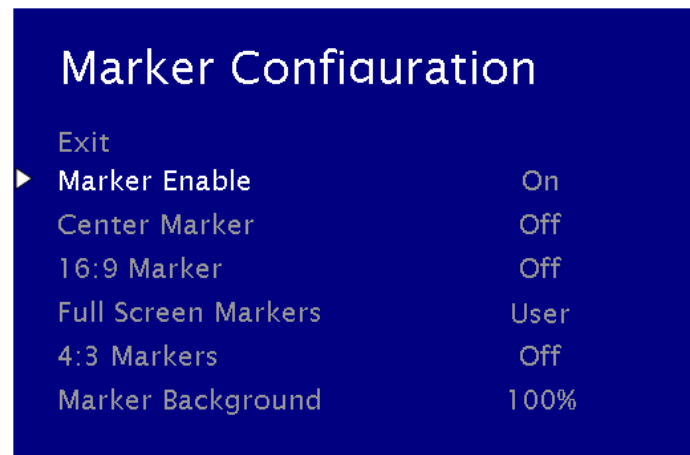 Marker Configuration
Exit
Marker Enable On
Center Marker Off
16:9 Marker Off
Full Screen Markers User
4:3 Markers Off
Marker Background 100%